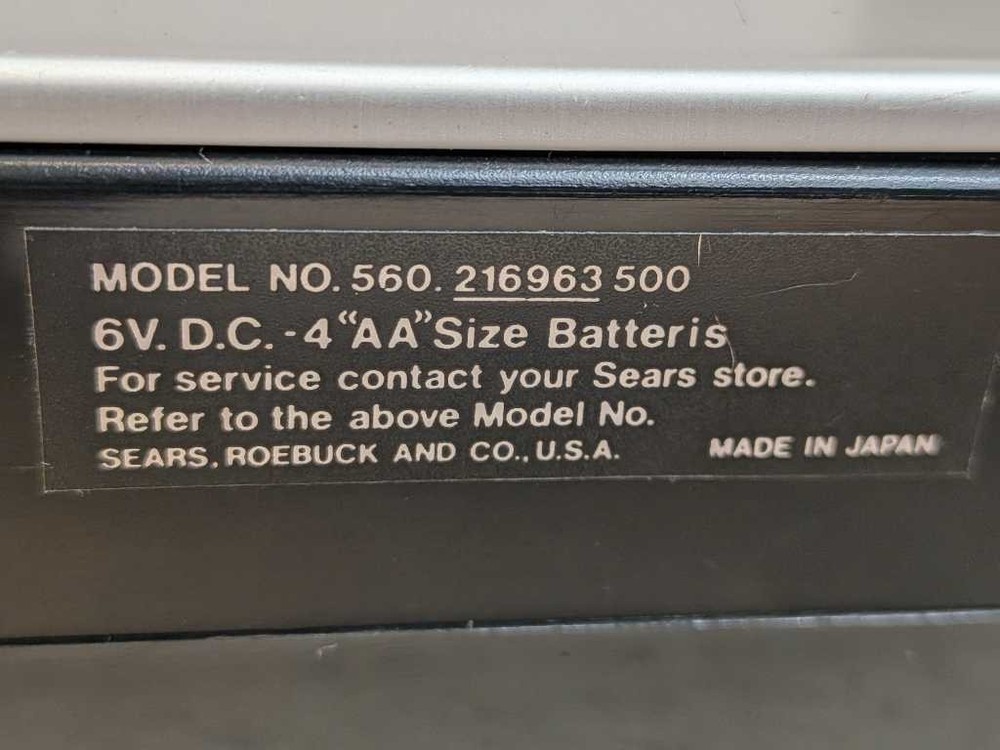 MODEL NO. 560. 216963 500
6V. D.C. - 4 “AA” Size Batteris
For service contact your Sears store.
Refer to the above Model No.
SEARS, ROEBUCK AND CO., U.S.A. MADE IN JAPAN